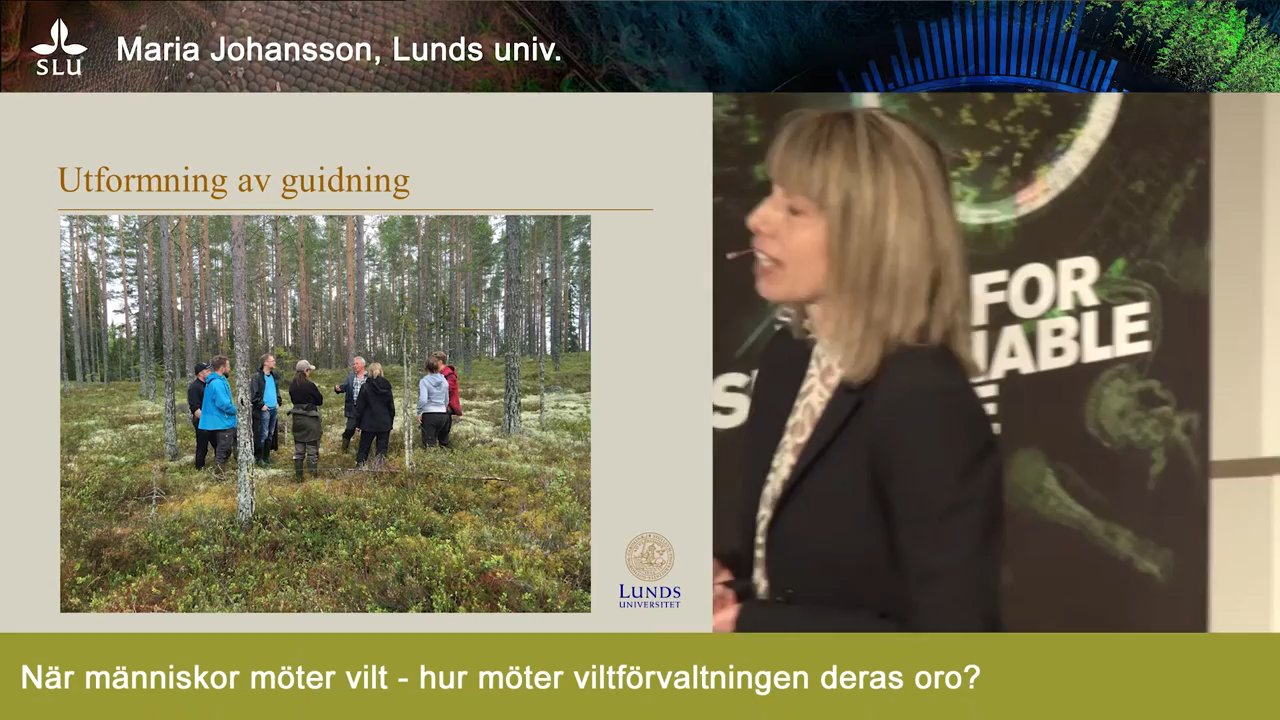 SLU
Maria Johansson, Lunds univ.
Utformning av guidning
FOR
S
NABLE
E
LUNDS
UNIVERSITET
När människor möter vilt - hur möter viltförvaltningen deras oro?